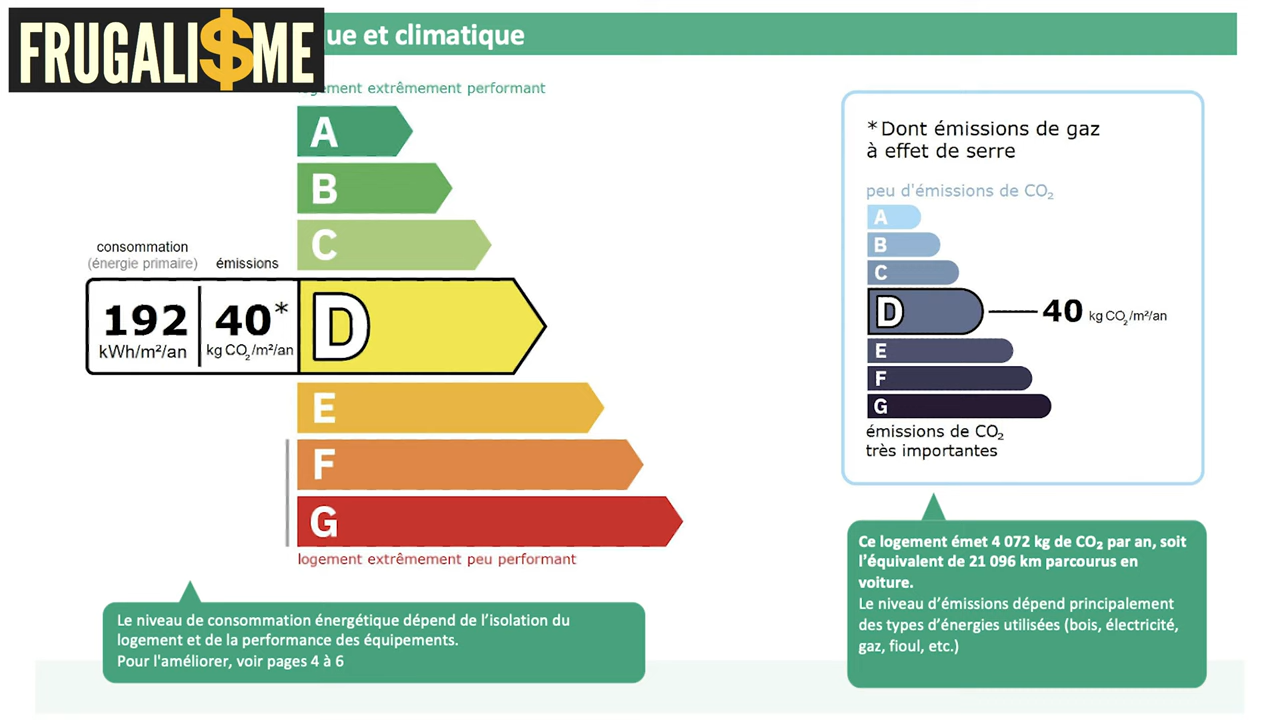 FRUGALI$ME
ue et climatique
logement extrêmement performant
A
B
C
consommation
(énergie primaire)
émissions
192
kWh/m²/an
40*
kg CO₂/m²/an
D
E
F
G
logement extrêmement peu performant
Le niveau de consommation énergétique dépend de l’isolation du
logement et de la performance des équipements.
Pour l'améliorer, voir pages 4 à 6
*Dont émissions de gaz
à effet de serre
peu d'émissions de CO₂
A
B
C
D
40 kg CO₂/m²/an
E
F
G
émissions de CO₂
très importantes
Ce logement émet 4 072 kg de CO₂ par an, soit
l’équivalent de 21 096 km parcourus en
voiture.
Le niveau d’émissions dépend principalement
des types d’énergies utilisées (bois, électricité,
gaz, fioul, etc.)